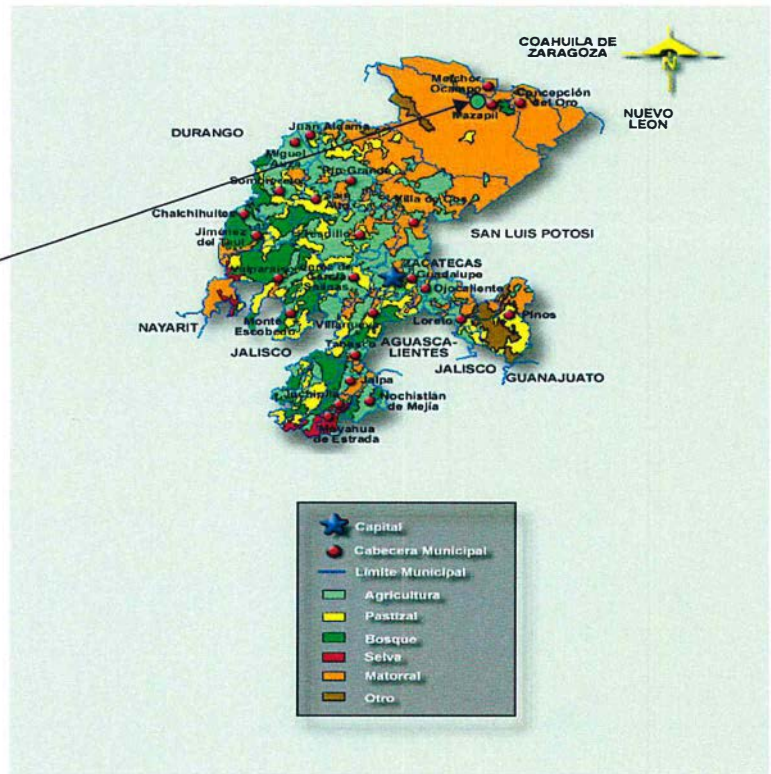 COAHUILA DE
ZARAGOZA
N
Melchor
Ocampo
Concepción
del Oro
Mazapil
NUEVO
LEON
DURANGO
Juan Aldama
Miguel
Auza
Río Grande
Sombrerete
Villa de Cos
Chalchihuites
SAN LUIS POTOSI
Jiménez
del Teul
Fresnillo
ZACATECAS
Guadalupe
Valparaíso
Ojocaliente
NAYARIT
Monte
Escobedo
Villanueva
Loreto
Pinos
Tabasco
AGUASCA-
LIENTES
JALISCO
JALISCO
GUANAJUATO
Jalpa
Juchipila
Nochistlán
de Mejía
Moyahua
de Estrada
Capital
Cabecera Municipal
Límite Municipal
Agricultura
Pastizal
Bosque
Selva
Matorral
Otro